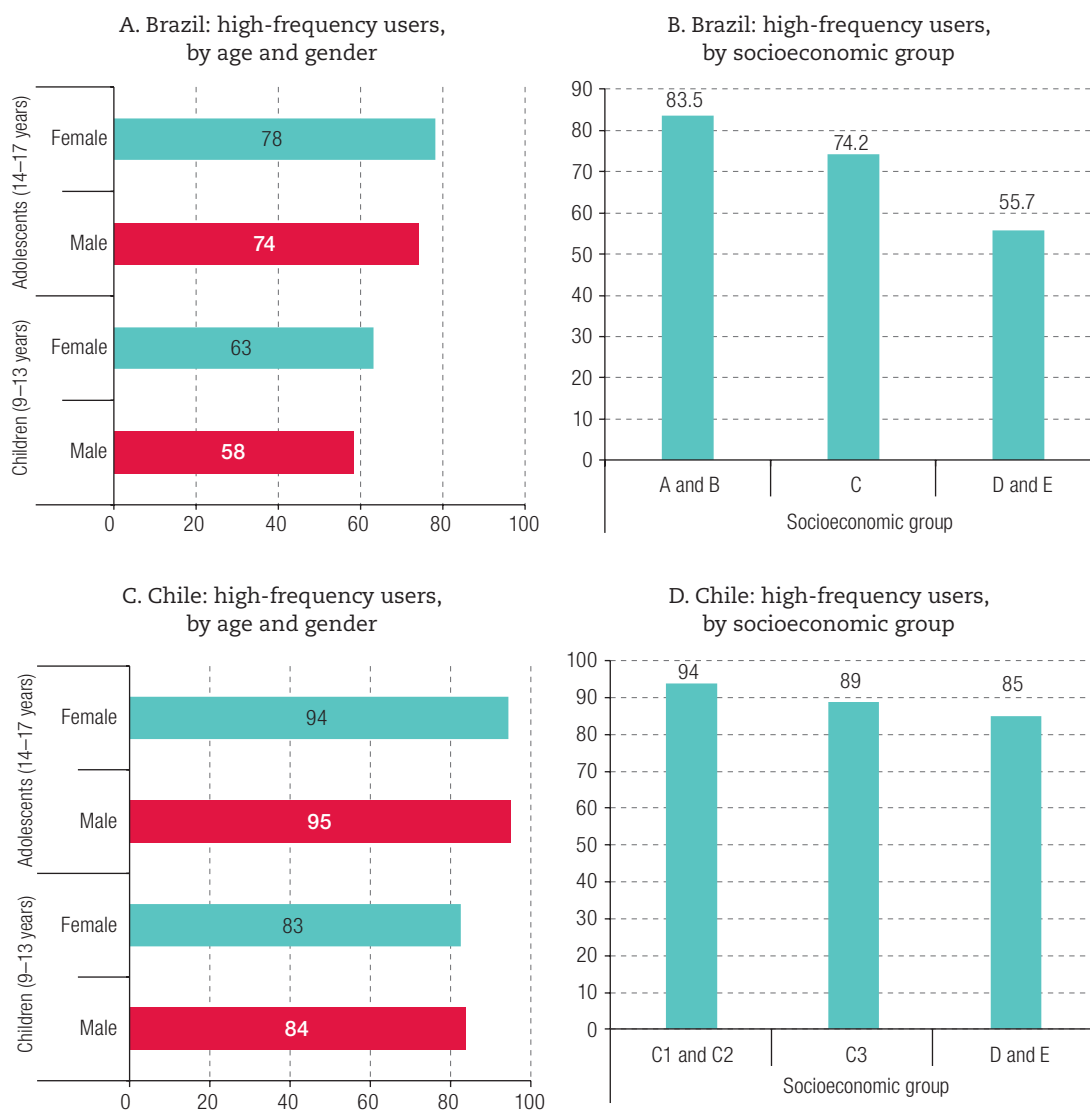 A. Brazil: high-frequency users,
by age and gender
Adolescents (14–17 years)
Female
78
Male
74
Children (9–13 years)
Female
63
Male
58
0 20 40 60 80 100
B. Brazil: high-frequency users,
by socioeconomic group
90
80
70
60
50
40
30
20
10
0
83.5
74.2
55.7
A and B C D and E
Socioeconomic group
C. Chile: high-frequency users,
by age and gender
Adolescents (14–17 years)
Female
94
Male
95
Children (9–13 years)
Female
83
Male
84
0 20 40 60 80 100
D. Chile: high-frequency users,
by socioeconomic group
100
90
80
70
60
50
40
30
20
10
0
94
89
85
C1 and C2 C3 D and E
Socioeconomic group